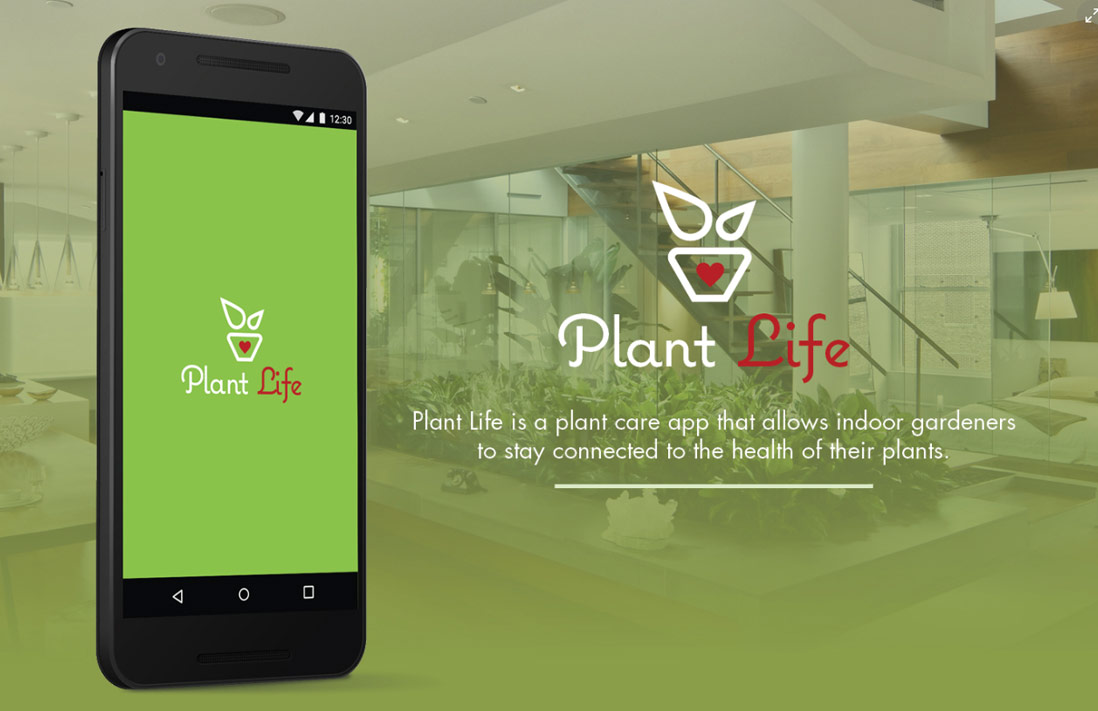 12:30
Plant Life
Plant Life
Plant Life is a plant care app that allows indoor gardeners
to stay connected to the health of their plants.